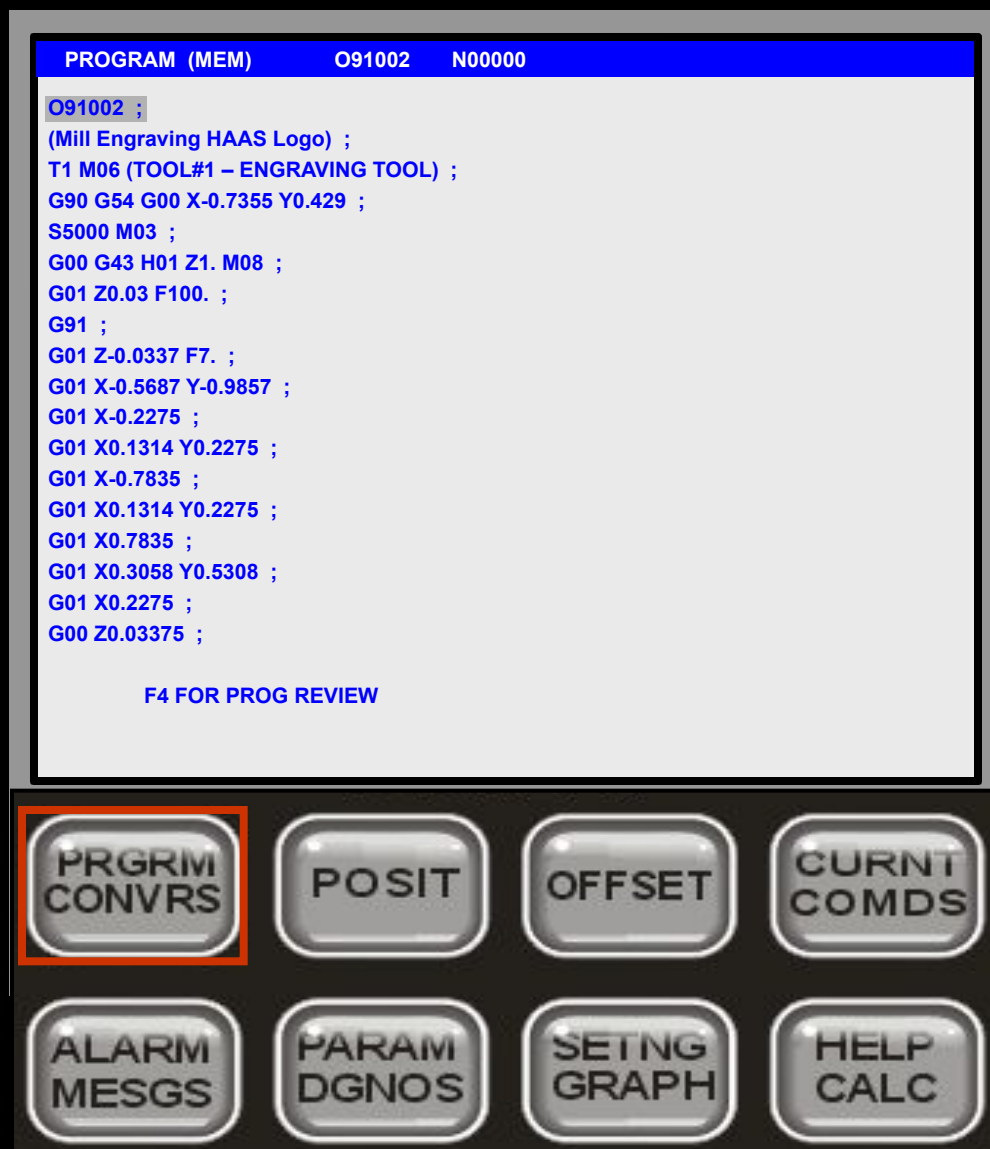 PROGRAM (MEM) O91002 N00000
O91002 ;
(Mill Engraving HAAS Logo) ;
T1 M06 (TOOL#1 – ENGRAVING TOOL) ;
G90 G54 G00 X-0.7355 Y0.429 ;
S5000 M03 ;
G00 G43 H01 Z1. M08 ;
G01 Z0.03 F100. ;
G91 ;
G01 Z-0.0337 F7. ;
G01 X-0.5687 Y-0.9857 ;
G01 X-0.2275 ;
G01 X0.1314 Y0.2275 ;
G01 X-0.7835 ;
G01 X0.1314 Y0.2275 ;
G01 X0.7835 ;
G01 X0.3058 Y0.5308 ;
G01 X0.2275 ;
G00 Z0.03375 ;
F4 FOR PROG REVIEW
PRGRM
CONVRS
POSIT
OFFSET
CURNT
COMDS
ALARM
MESGS
PARAM
DGNOS
SETNG
GRAPH
HELP
CALC